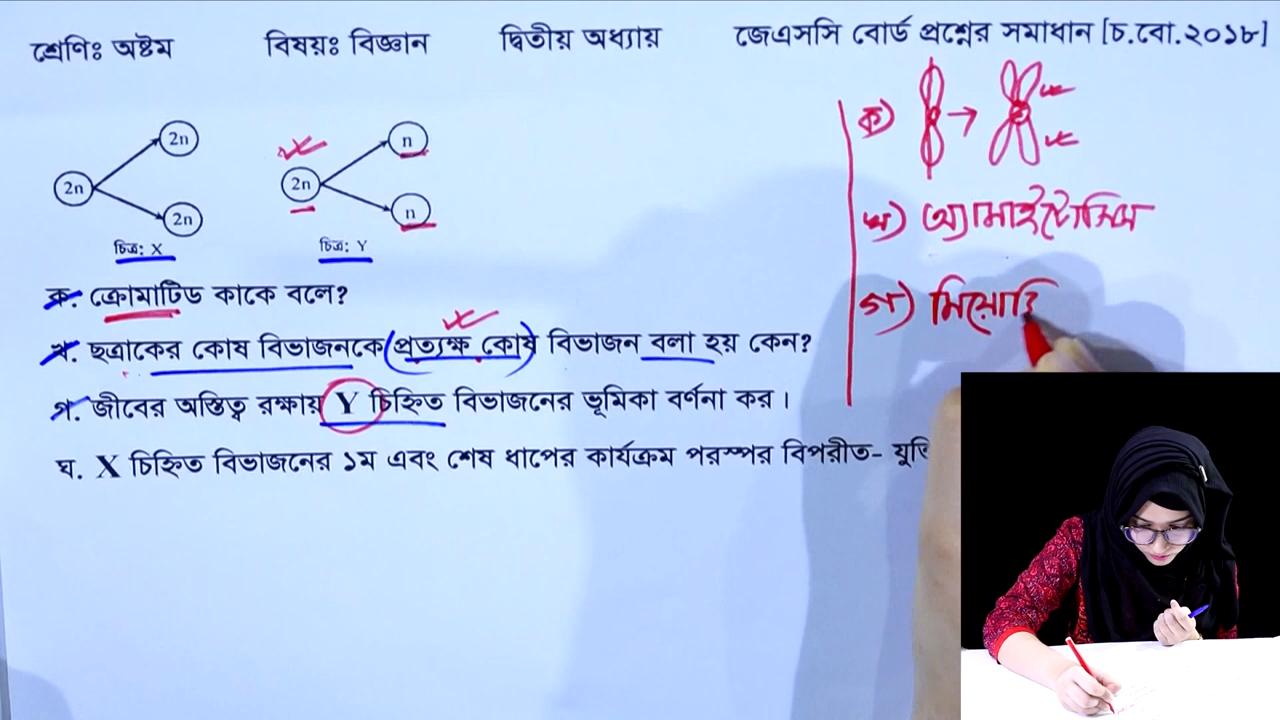 শ্রেণিঃ অষ্টম বিষয়ঃ বিজ্ঞান দ্বিতীয় অধ্যায় জেএসসি বোর্ড প্রশ্নের সমাধান [চ.বো.২০১৮]
2n 2n 2n
চিত্র: X
2n n n
চিত্র: Y
ক. ক্রোমাটিড কাকে বলে?
খ. ছত্রাকের কোষ বিভাজনকে (প্রত্যক্ষ কোষ) বিভাজন বলা হয় কেন?
গ. জীবের অস্তিত্ব রক্ষায় Y চিহ্নিত বিভাজনের ভূমিকা বর্ণনা কর।
ঘ. X চিহ্নিত বিভাজনের ১ম এবং শেষ ধাপের কার্যক্রম পরস্পর বিপরীত-
ক)
খ) অ্যামাইটোসিস
গ) মিয়োসি